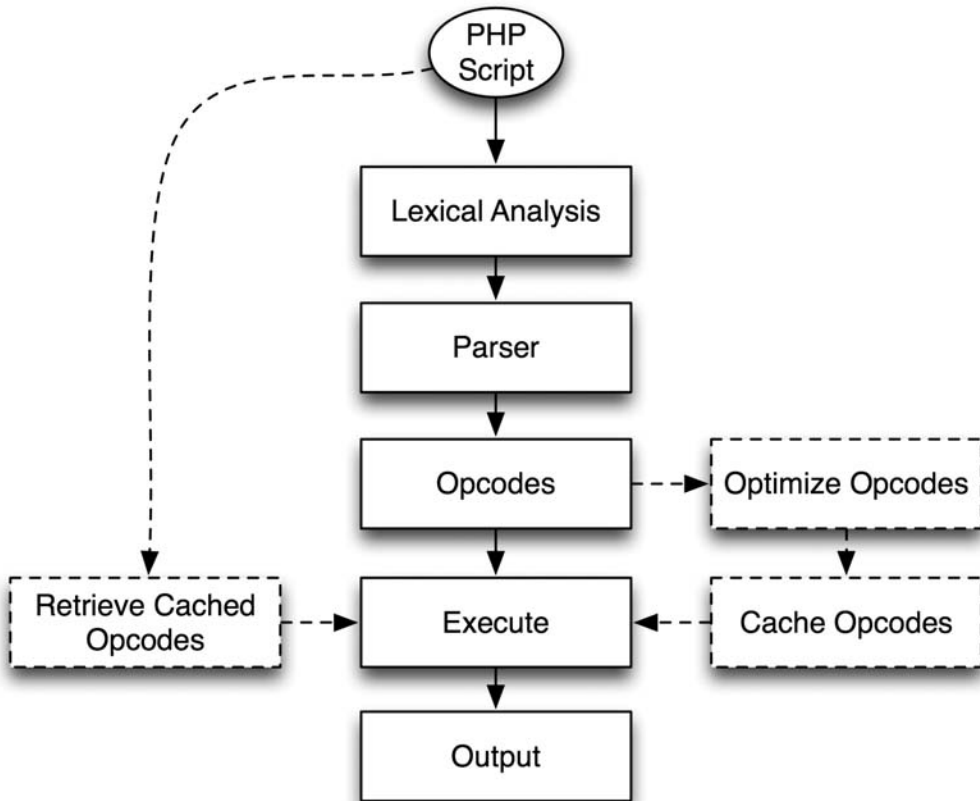 PHP
Script
Lexical Analysis
Parser
Opcodes
Optimize Opcodes
Retrieve Cached
Opcodes
Execute
Cache Opcodes
Output